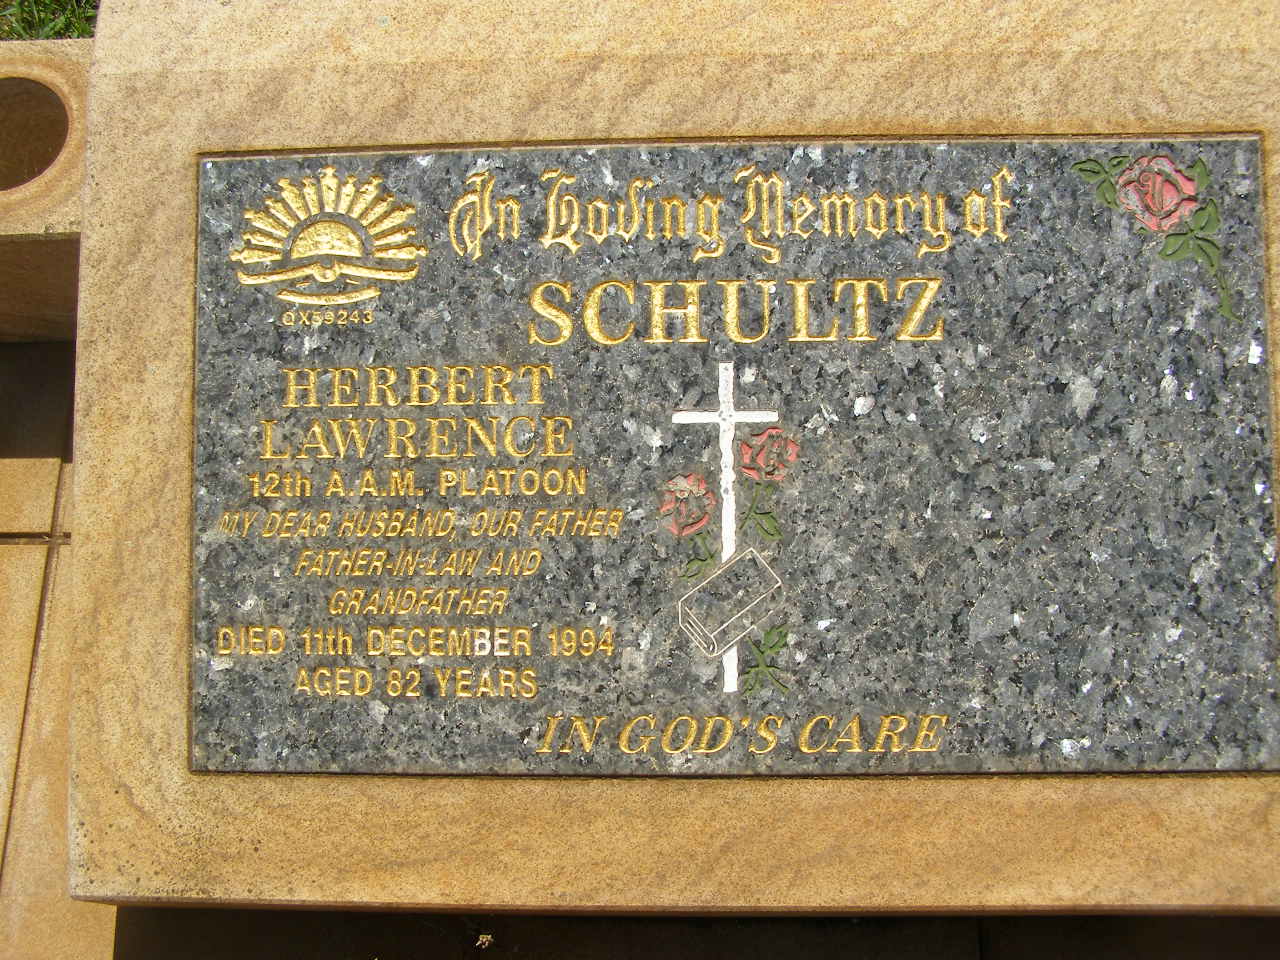 In Loving Memory of
SCHULTZ
QX59243
HERBERT
LAWRENCE
12th A.A.M. PLATOON
MY DEAR HUSBAND, OUR FATHER
FATHER-IN-LAW AND
GRANDFATHER
DIED 11th DECEMBER 1994
AGED 82 YEARS
IN GOD'S CARE